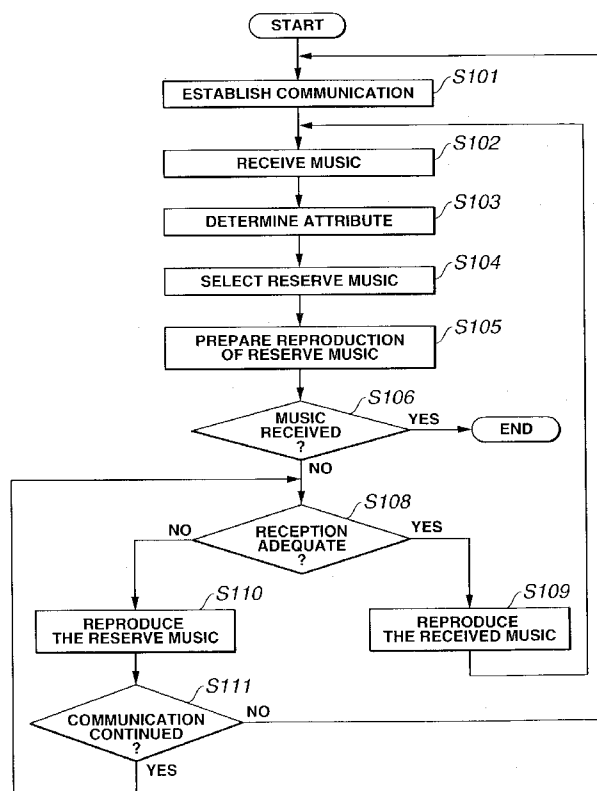 START
S101
ESTABLISH COMMUNICATION
S102
RECEIVE MUSIC
S103
DETERMINE ATTRIBUTE
S104
SELECT RESERVE MUSIC
S105
PREPARE REPRODUCTION
OF RESERVE MUSIC
S106
MUSIC
RECEIVED
?
YES
END
NO
S108
NO
RECEPTION
ADEQUATE
?
YES
S110
REPRODUCE
THE RESERVE MUSIC
S109
REPRODUCE
THE RECEIVED MUSIC
S111
COMMUNICATION
CONTINUED
?
NO
YES